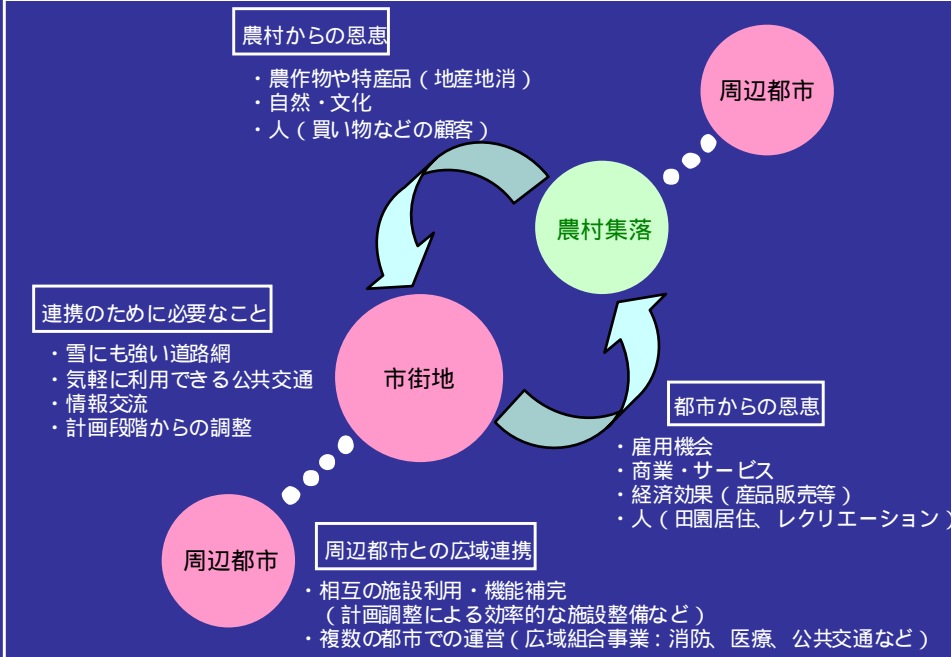 農村からの恩恵
・農作物や特産品（地産地消）
・自然・文化
・人（買い物などの顧客）
周辺都市
農村集落
連携のために必要なこと
・雪にも強い道路網
・気軽に利用できる公共交通
・情報交流
・計画段階からの調整
市街地
都市からの恩恵
・雇用機会
・商業・サービス
・経済効果（産品販売等）
・人（田園居住、レクリエーション）
周辺都市
周辺都市との広域連携
・相互の施設利用・機能補完
（計画調整による効率的な施設整備など）
・複数の都市での運営（広域組合事業：消防、医療、公共交通など）